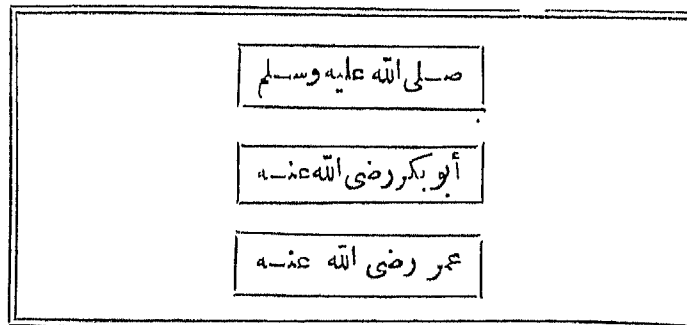 صلى الله عليه وسلم
أبو بكر رضى الله عنه
عمر رضى الله عنه